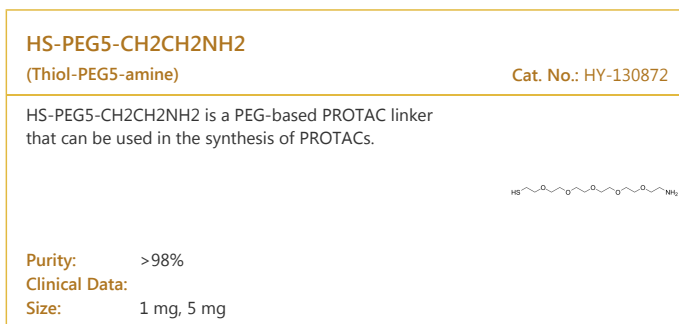 HS-PEG5-CH2CH2NH2
(Thiol-PEG5-amine)
Cat. No.: HY-130872
HS-PEG5-CH2CH2NH2 is a PEG-based PROTAC linker
that can be used in the synthesis of PROTACs.
HS O O O O O NH2
Purity: >98%
Clinical Data:
Size: 1 mg, 5 mg